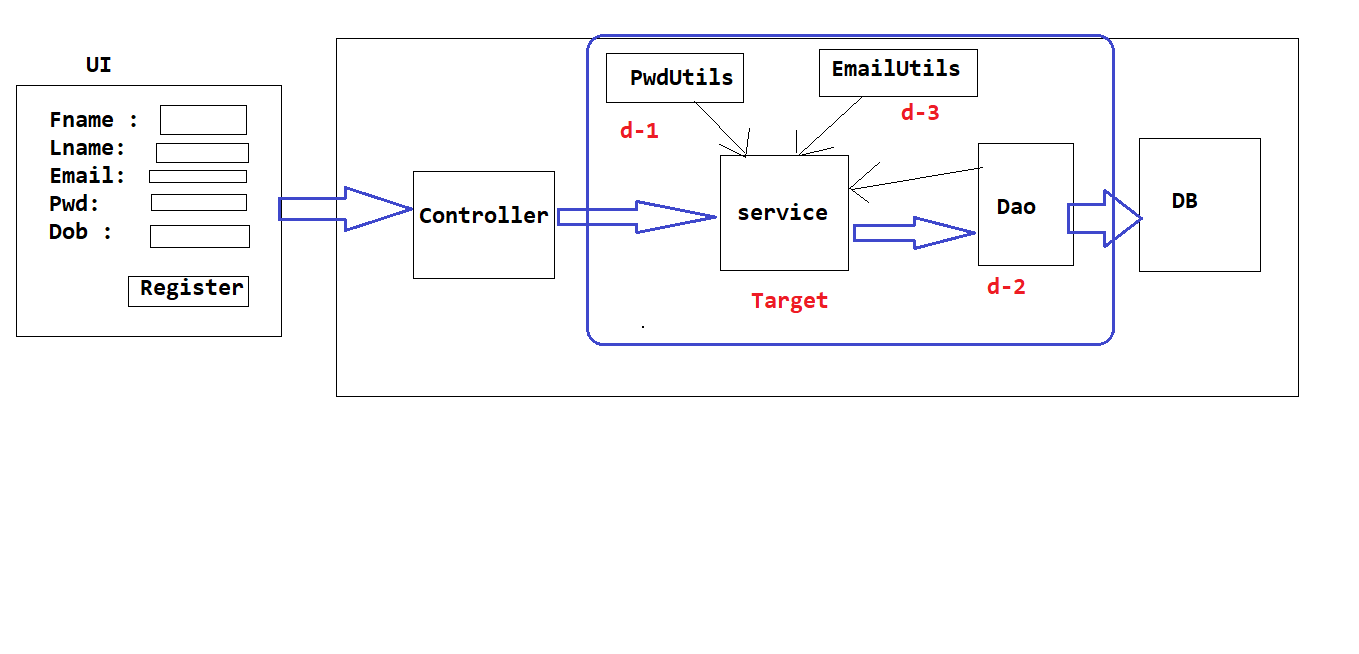 UI
Fname :
Lname:
Email:
Pwd:
Dob :
Register
Controller
PwdUtils
d-1
EmailUtils
d-3
service
Target
Dao
d-2
DB